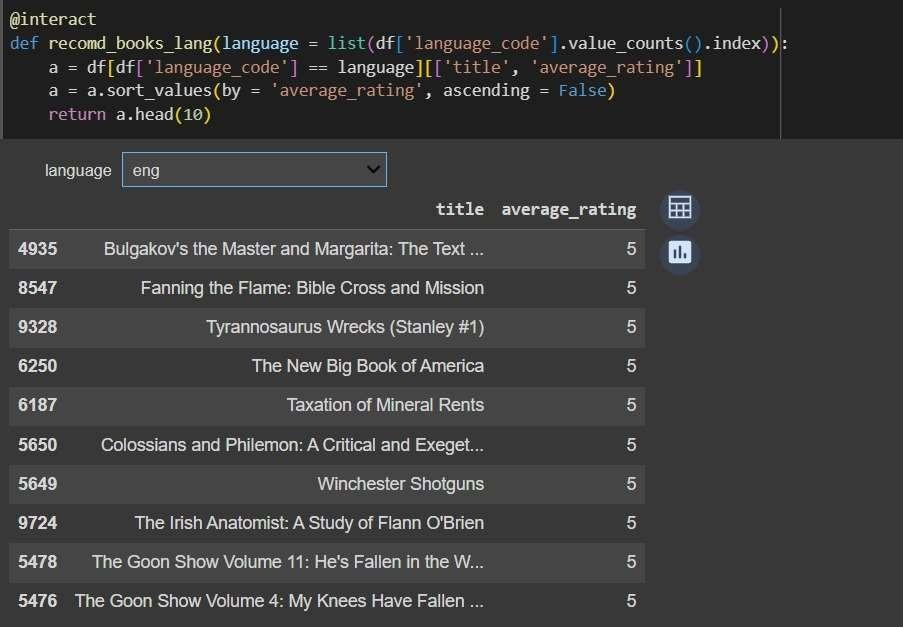 @interact
def recomd_books_lang(language = list(df['language_code'].value_counts().index)):
    a = df[df['language_code'] == language][['title', 'average_rating']]
    a = a.sort_values(by = 'average_rating', ascending = False)
    return a.head(10)
language eng
title average_rating
4935 Bulgakov's the Master and Margarita: The Text ... 5
8547 Fanning the Flame: Bible Cross and Mission 5
9328 Tyrannosaurus Wrecks (Stanley #1) 5
6250 The New Big Book of America 5
6187 Taxation of Mineral Rents 5
5650 Colossians and Philemon: A Critical and Exeget... 5
5649 Winchester Shotguns 5
9724 The Irish Anatomist: A Study of Flann O'Brien 5
5478 The Goon Show Volume 11: He's Fallen in the W... 5
5476 The Goon Show Volume 4: My Knees Have Fallen ... 5